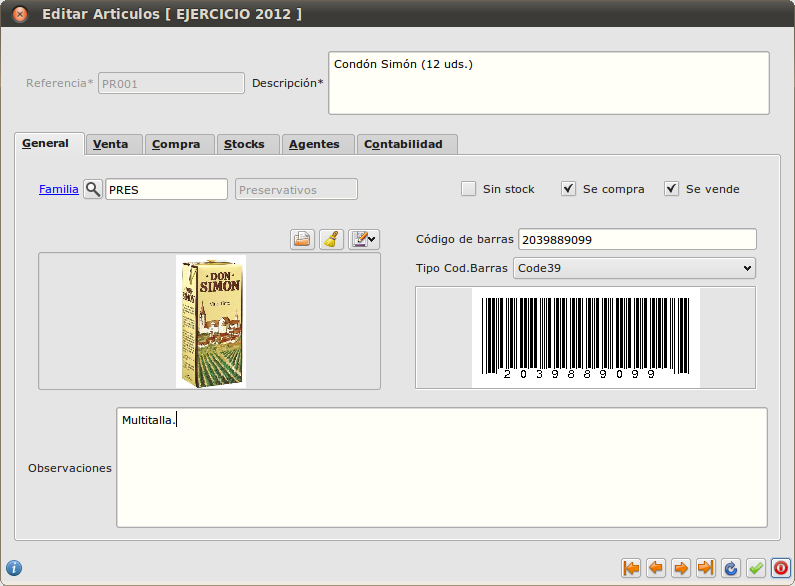 Editar Articulos [ EJERCICIO 2012 ]
Referencia* PR001 Descripción* Condón Simón (12 uds.)
General Venta Compra Stocks Agentes Contabilidad
Familia PRES Preservativos Sin stock Se compra Se vende
Código de barras 2039889099
Tipo Cod.Barras Code39
DON
SIMON
SIMON
2039889099
Observaciones Multitalla.